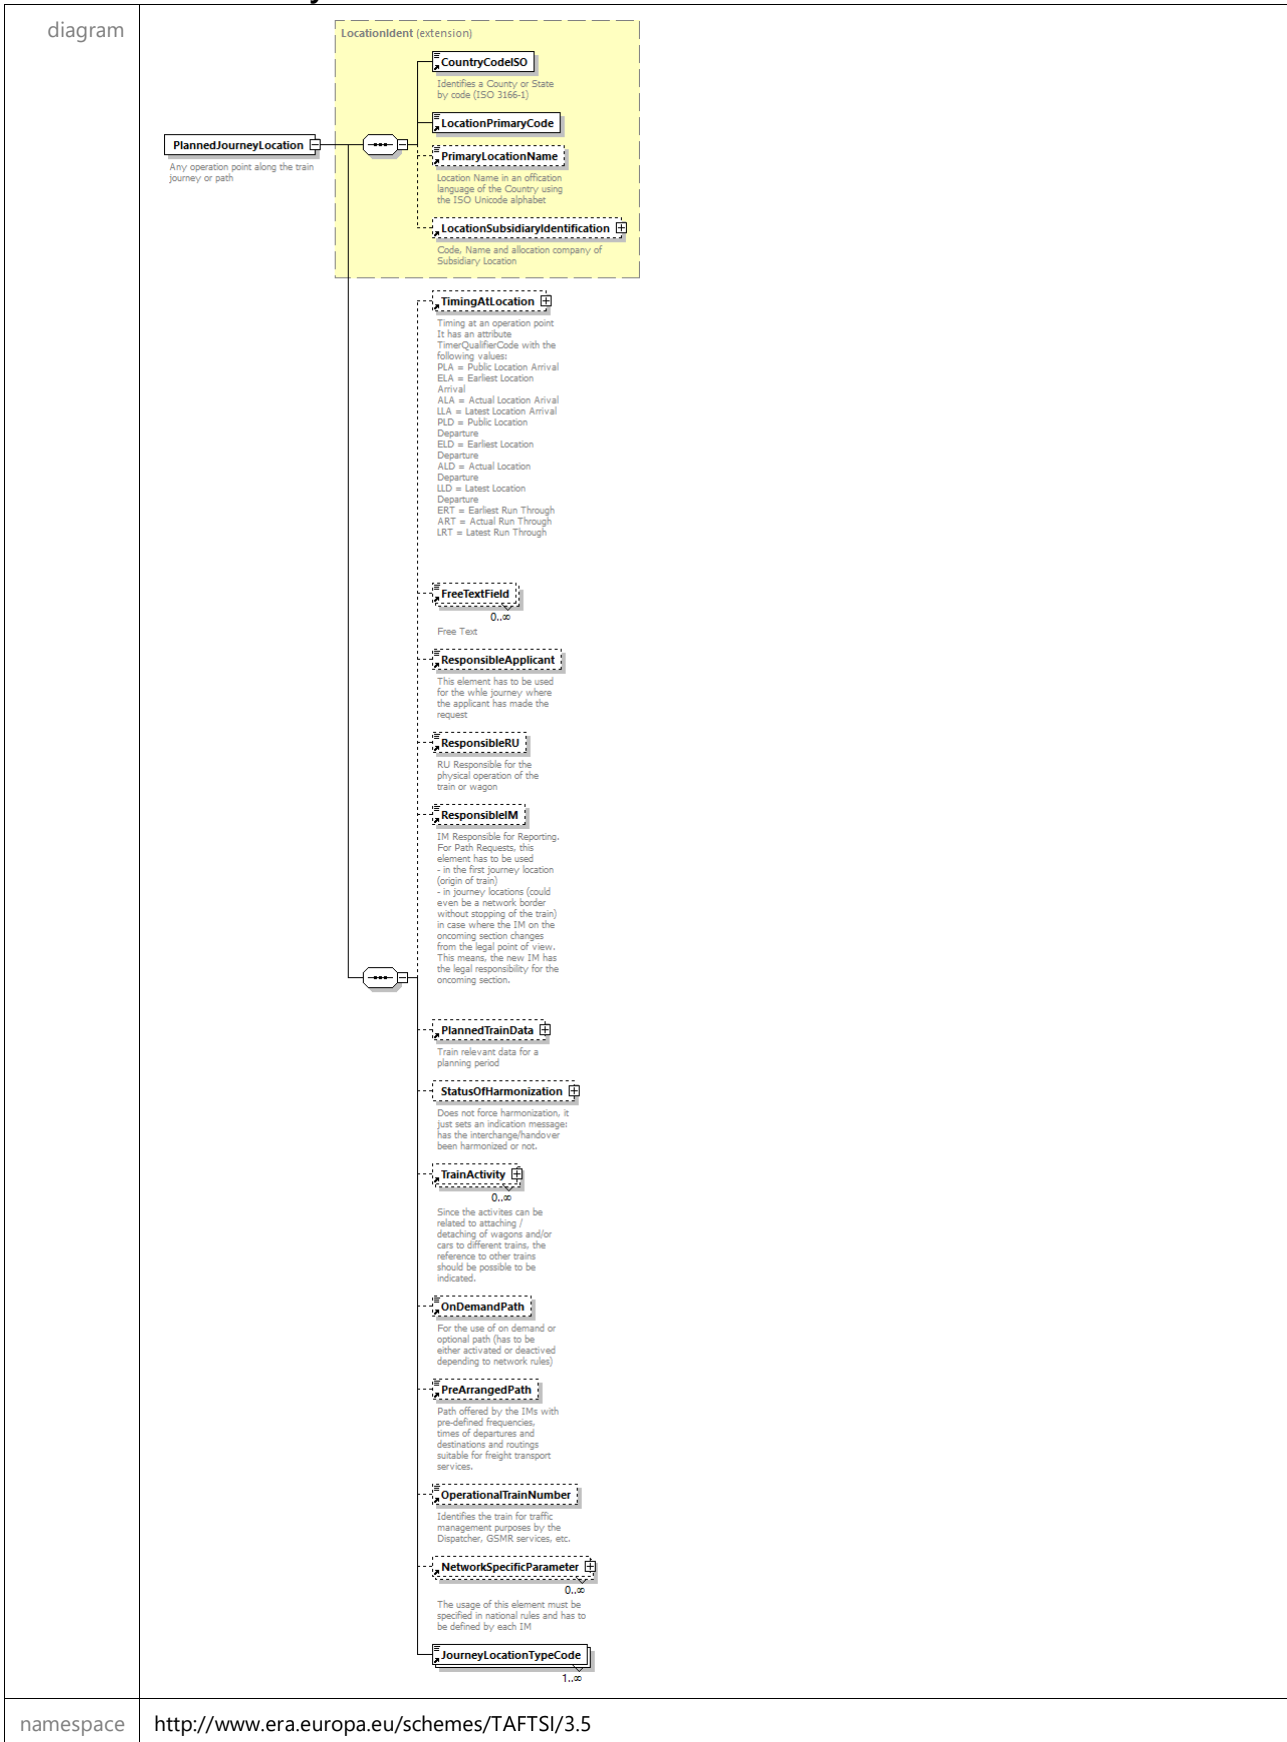 diagram
LocationIdent (extension)
CountryCodeISO
Identifies a County or State
by code (ISO 3166-1)
LocationPrimaryCode
PlannedJourneyLocation
Any operation point along the train
journey or path
PrimaryLocationName
Location Name in an offication
language of the Country using
the ISO Unicode alphabet
LocationSubsidiaryIdentification
Code, Name and allocation company of
Subsidiary Location
TimingAtLocation
Timing at an operation point
It has an attribute
TimerQualifierCode with the
following values:
PLA = Public Location Arrival
ELA = Earliest Location
Arrival
ALA = Actual Location Arival
LLA = Latest Location Arrival
PLD = Public Location
Departure
ELD = Earliest Location
Departure
ALD = Actual Location
Departure
LLD = Latest Location
Departure
ERT = Earliest Run Through
ART = Actual Run Through
LRT = Latest Run Through
FreeTextField
0..∞
Free Text
ResponsibleApplicant
This element has to be used
for the whle journey where
the applicant has made the
request
ResponsibleRU
RU Responsible for the
physical operation of the
train or wagon
ResponsibleIM
IM Responsible for Reporting.
For Path Requests, this
element has to be used
- in the first journey location
(origin of train)
- in journey locations (could
even be a network border
without stopping of the train)
in case where the IM on the
oncoming section changes
from the legal point of view.
This means, the new IM has
the legal responsibility for the
oncoming section.
PlannedTrainData
Train relevant data for a
planning period
StatusOfHarmonization
Does not force harmonization, it
just sets an indication message:
has the interchange/handover
been harmonized or not.
TrainActivity
0..∞
Since the activites can be
related to attaching /
detaching of wagons and/or
cars to different trains, the
reference to other trains
should be possible to be
indicated.
OnDemandPath
For the use of on demand or
optional path (has to be
either activated or deactived
depending to network rules)
PreArrangedPath
Path offered by the IMs with
pre-defined frequencies,
times of departures and
destinations and routings
suitable for freight transport
services.
OperationalTrainNumber
Identifies the train for traffic
management purposes by the
Dispatcher, GSMR services, etc.
NetworkSpecificParameter
0..∞
The usage of this element must be
specified in national rules and has to
be defined by each IM
JourneyLocationTypeCode
1..∞
namespace
http://www.era.europa.eu/schemes/TAFTSI/3.5